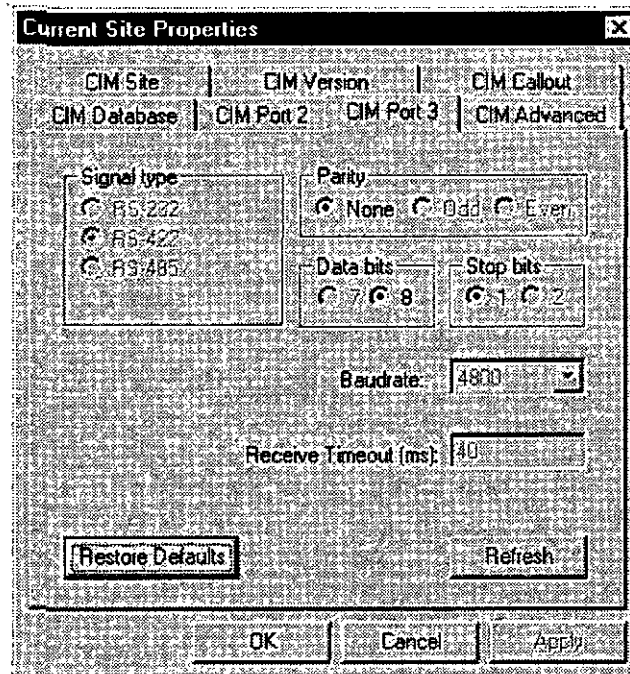 Current Site Properties
CIM Site CIM Version CIM Callout
CIM Database CIM Port 2 CIM Port 3 CIM Advanced
Signal type
RS-232
RS-422
RS-485
Parity
None Odd Even
Data bits
7 8
Stop bits
1 2
Baudrate: 4800
Receive Timeout (ms): 40
Restore Defaults Refresh
OK Cancel Apply